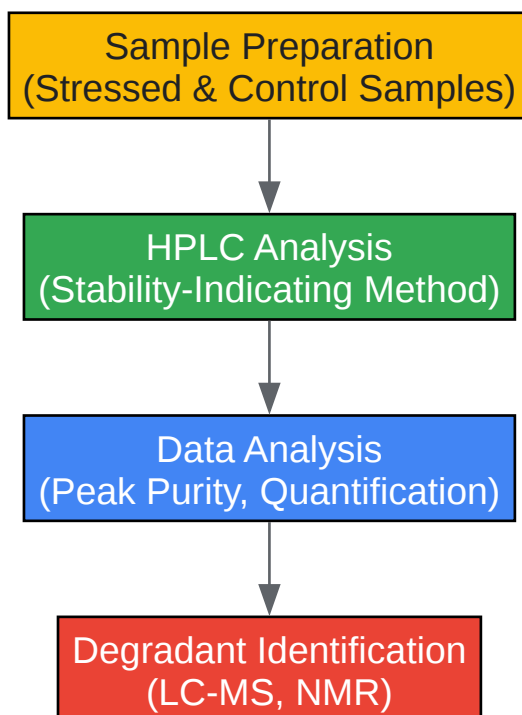 Sample Preparation
(Stressed & Control Samples)
HPLC Analysis
(Stability-Indicating Method)
Data Analysis
(Peak Purity, Quantification)
Degradant Identification
(LC-MS, NMR)